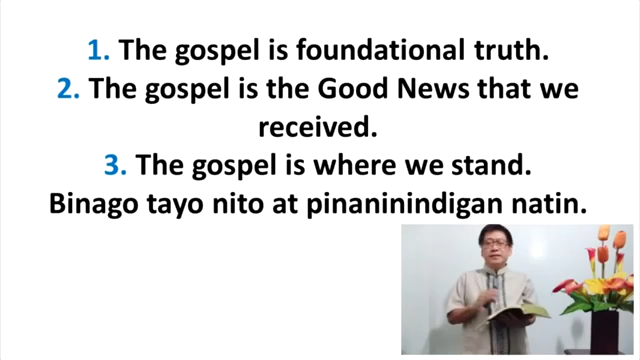 1. The gospel is foundational truth.
2. The gospel is the Good News that we
received.
3. The gospel is where we stand.
Binago tayo nito at pinaninindigan natin.